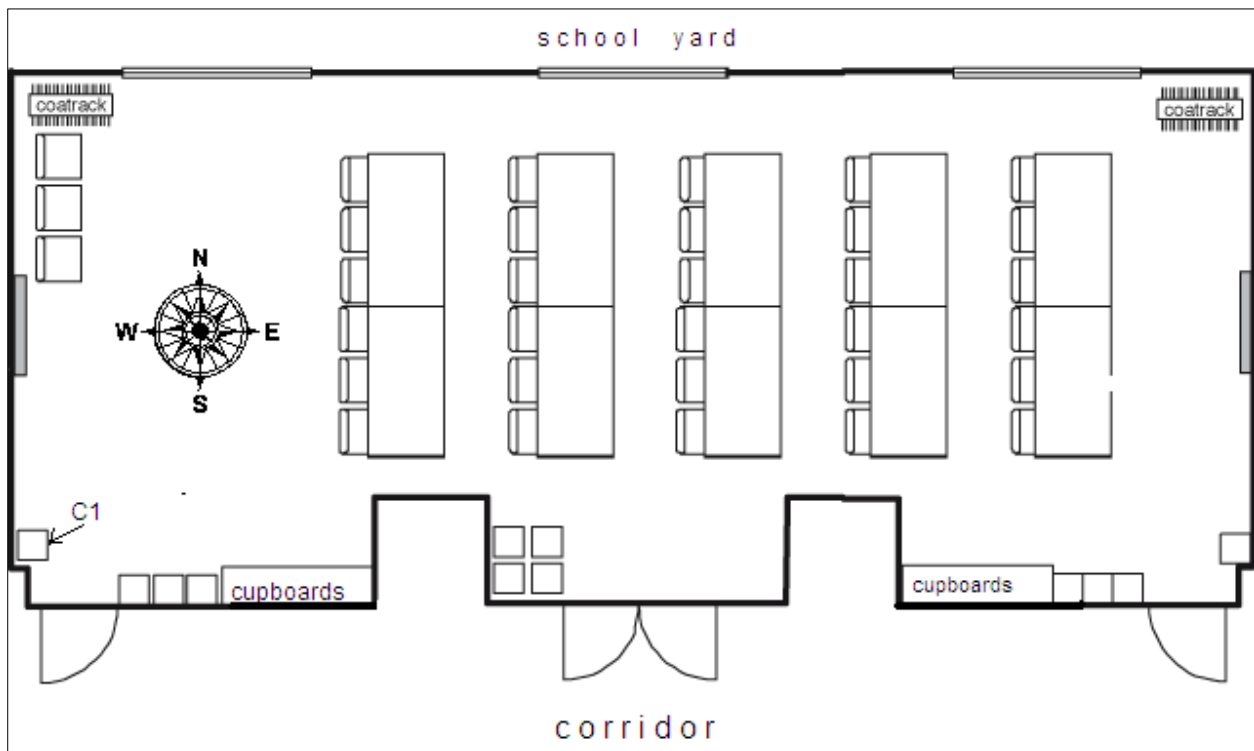 school yard
coatrack
coatrack
N
W
E
S
C1
cupboards
cupboards
corridor